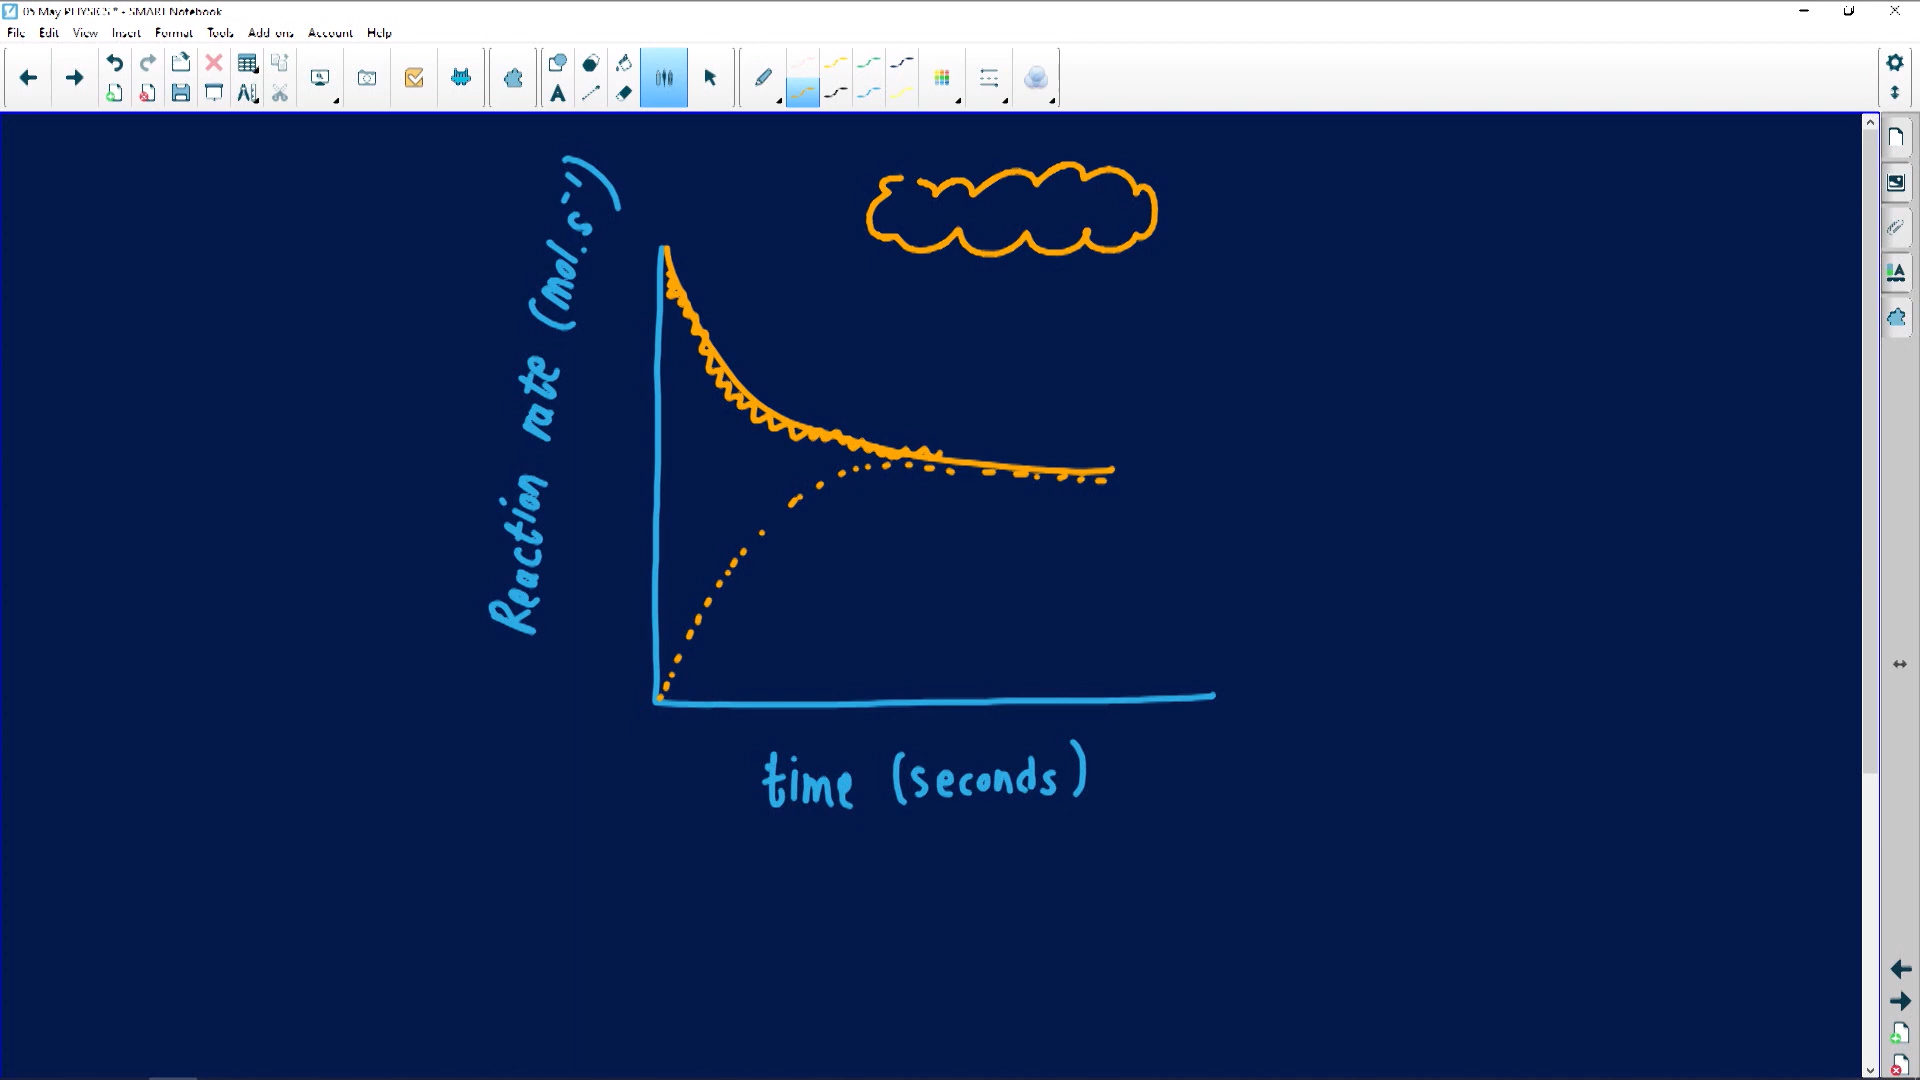 05 May PHYSICS * - SMART Notebook
File Edit View Insert Format Tools Add-ons Account Help
Reaction rate (mol.s⁻¹)
time (seconds)